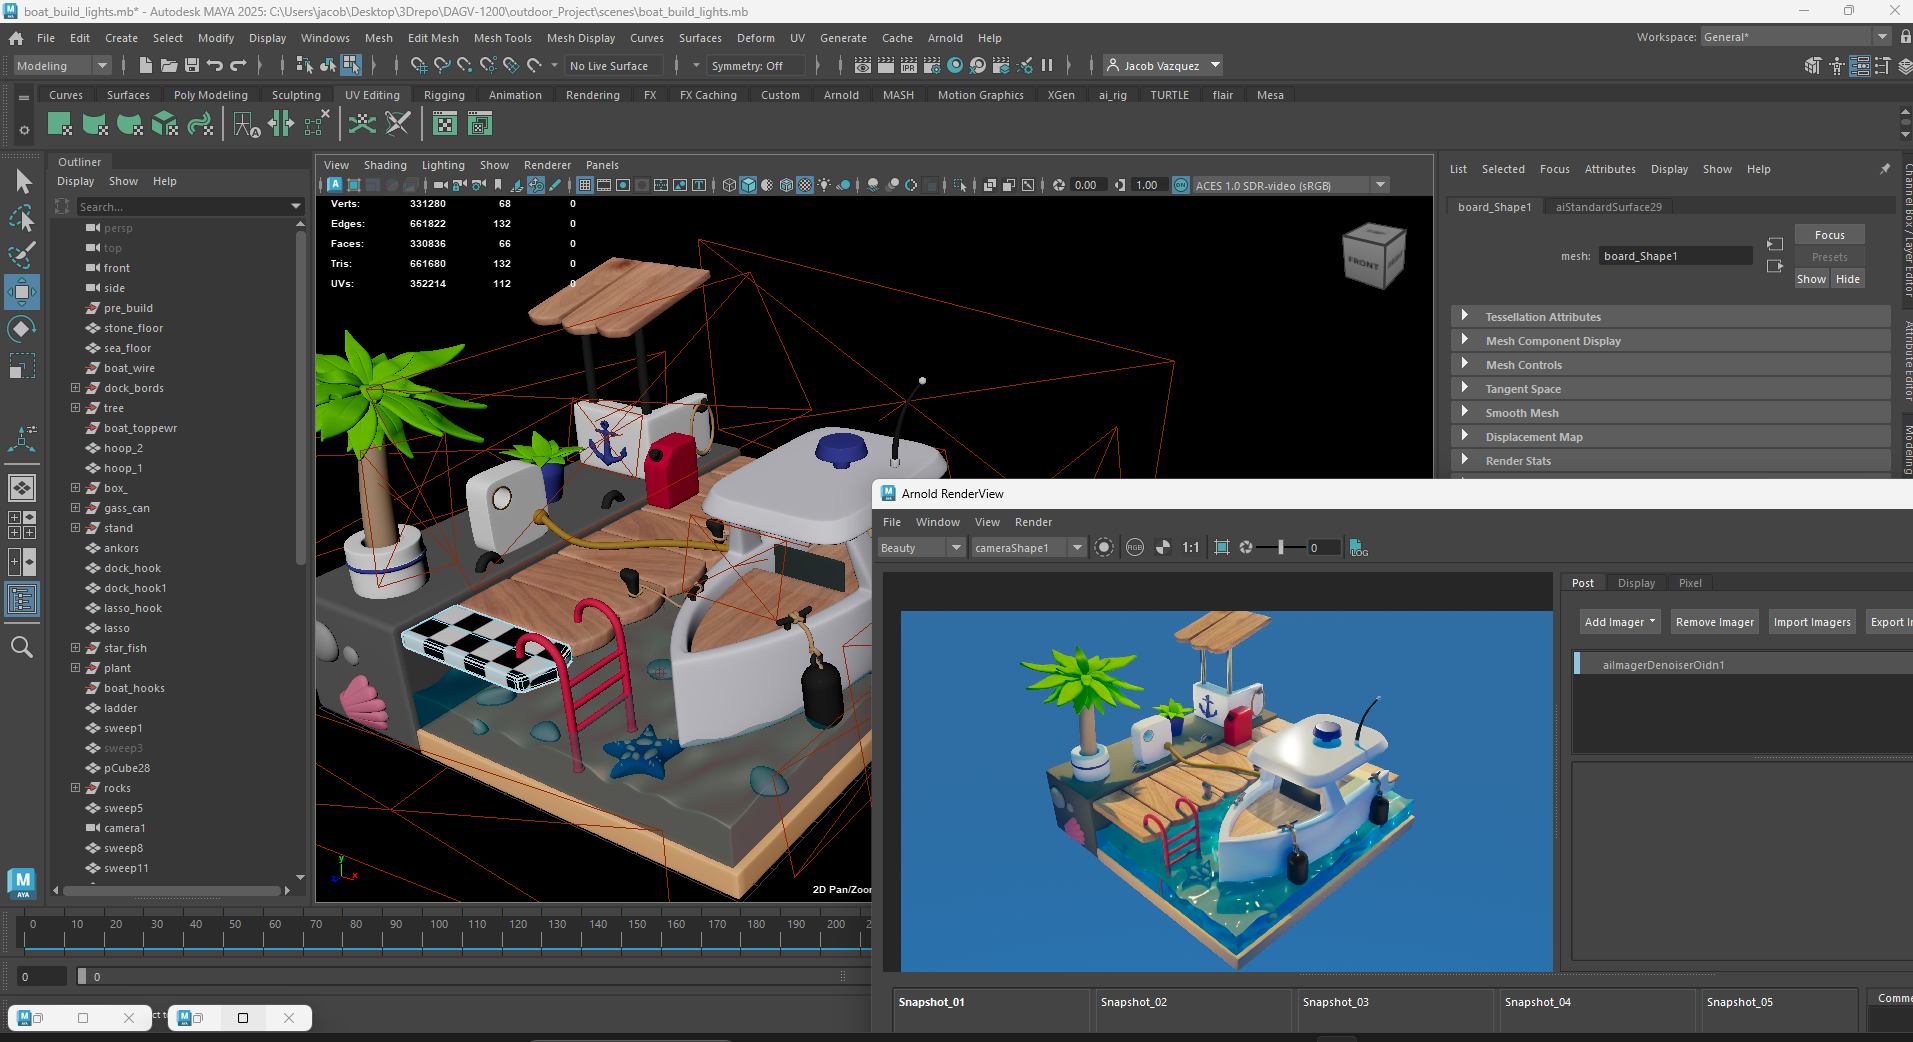 boat_build_lights.mb* - Autodesk MAYA 2025: C:\Users\jacob\Desktop\3Drepo\DAGV-1200\outdoor_Project\scenes\boat_build_lights.mb
File Edit Create Select Modify Display Windows Mesh Edit Mesh Mesh Tools Mesh Display Curves Surfaces Deform UV Generate Cache Arnold Help
Workspace: General*
Modeling
No Live Surface
Symmetry: Off
IPR
Jacob Vazquez
Curves Surfaces Poly Modeling Sculpting UV Editing Rigging Animation Rendering FX FX Caching Custom Arnold MASH Motion Graphics XGen ai_rig TURTLE flair Mesa
Outliner
Display Show Help
Search...
persp
top
front
side
pre_build
stone_floor
sea_floor
boat_wire
dock_bords
tree
boat_toppewr
hoop_2
hoop_1
box_
gass_can
stand
ankors
dock_hook
dock_hook1
lasso_hook
lasso
star_fish
plant
boat_hooks
ladder
sweep1
sweep3
pCube28
rocks
sweep5
camera1
sweep8
sweep11
View Shading Lighting Show Renderer Panels
0.00
1.00
ACES 1.0 SDR-video (sRGB)
Verts: 331280 68 0
Edges: 661822 132 0
Faces: 330836 66 0
Tris: 661680 132 0
UVs: 352214 112 0
FRONT
y
x
z
2D Pan/Zoo
List Selected Focus Attributes Display Show Help
board_Shape1
aiStandardSurface29
mesh: board_Shape1
Focus
Presets
Show
Hide
Tessellation Attributes
Mesh Component Display
Mesh Controls
Tangent Space
Smooth Mesh
Displacement Map
Render Stats
Channel Box / Layer Editor
Attribute Editor
Modeling
Arnold RenderView
File Window View Render
Beauty
cameraShape1
RGB
1:1
0
LOG
Post
Display
Pixel
Add Imager
Remove Imager
Import Imagers
Export I
aiImagerDenoiserOidn1
Snapshot_01
Snapshot_02
Snapshot_03
Snapshot_04
Snapshot_05
Comme
0 10 20 30 40 50 60 70 80 90 100 110 120 130 140 150 160 170 180 190 200 2
0
0
M
AYA
ct t